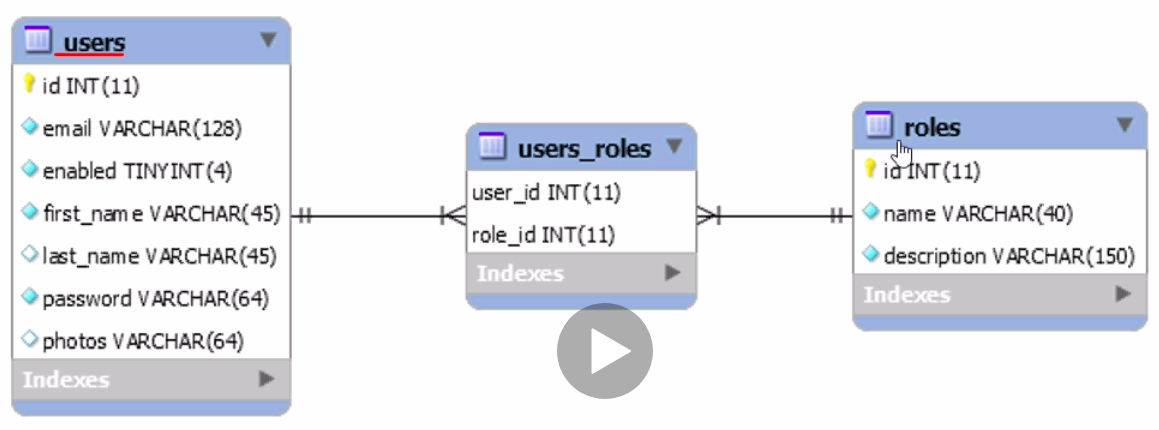 users
id INT(11)
email VARCHAR(128)
enabled TINYINT(4)
first_name VARCHAR(45)
last_name VARCHAR(45)
password VARCHAR(64)
photos VARCHAR(64)
Indexes
users_roles
user_id INT(11)
role_id INT(11)
Indexes
roles
id INT(11)
name VARCHAR(40)
description VARCHAR(150)
Indexes